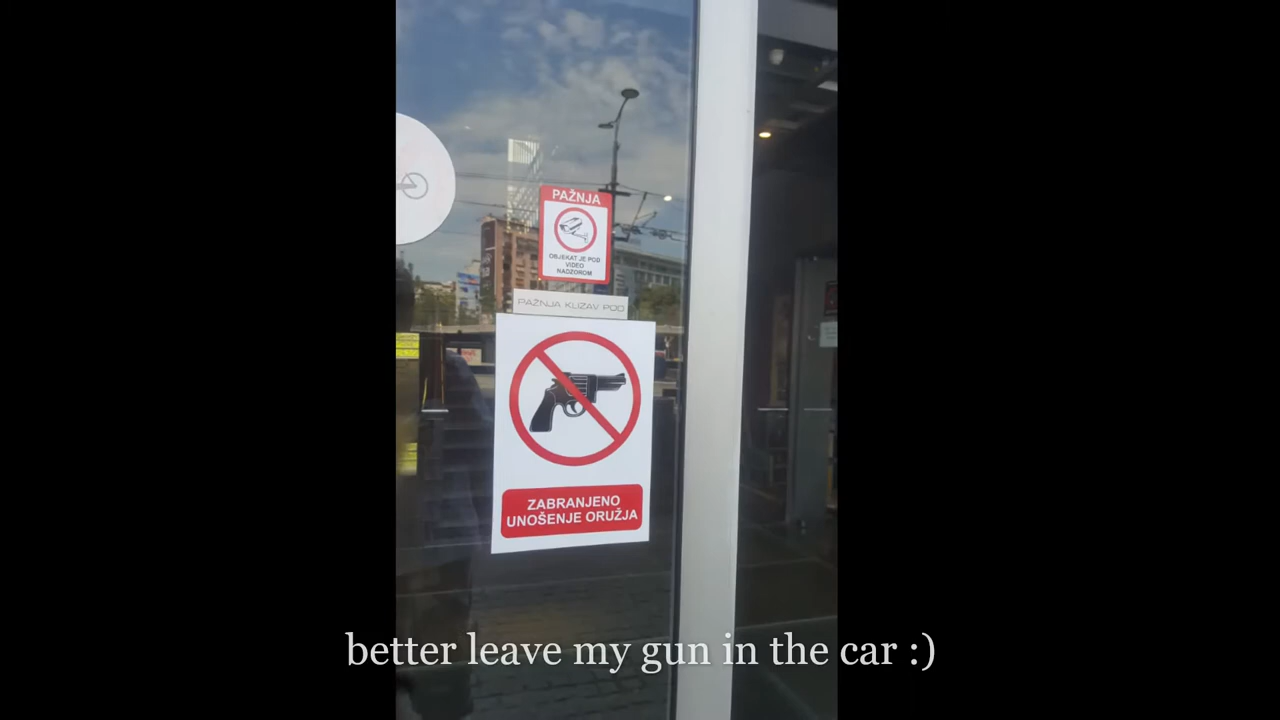 PAŽNJA
OBJEKAT JE POD
VIDEO
NADZOROM
PAŽNJA KLIZAV POD
ZABRANJENO
UNOŠENJE ORUŽJA
better leave my gun in the car :)